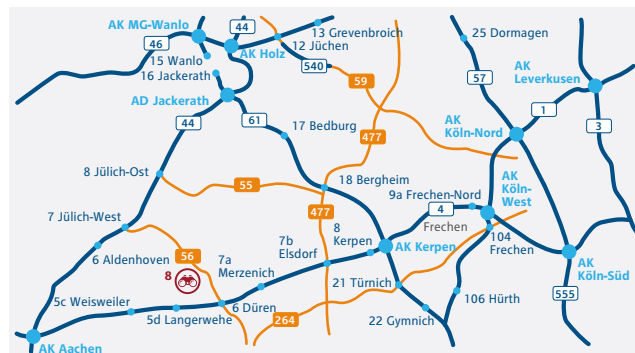 AK MG-Wanlo
44
13 Grevenbroich
46
AK Holz
12 Jüchen
25 Dormagen
15 Wanlo
16 Jackerath
540
59
57
AK
Leverkusen
AD Jackerath
1
44
61
3
17 Bedburg
477
AK
Köln-Nord
8 Jülich-Ost
55
18 Bergheim
9a Frechen-Nord
AK
Köln-
West
477
4
7 Jülich-West
8
Kerpen
Frechen
6 Aldenhoven
56
7b
Elsdorf
AK Kerpen
104
Frechen
7a
Merzenich
8
AK
Köln-Süd
5c Weisweiler
21 Türnich
106 Hürth
555
5d Langerwehe
6 Düren
264
22 Gymnich
AK Aachen